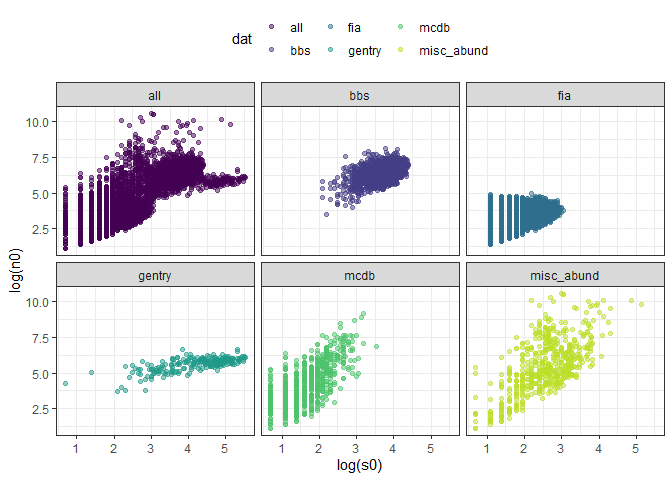 dat all fia mcdb
bbs gentry misc_abund
all bbs fia
10.0
7.5
5.0
2.5
gentry mcdb misc_abund
10.0
7.5
5.0
2.5
log(n0)
1 2 3 4 5 1 2 3 4 5 1 2 3 4 5
log(s0)